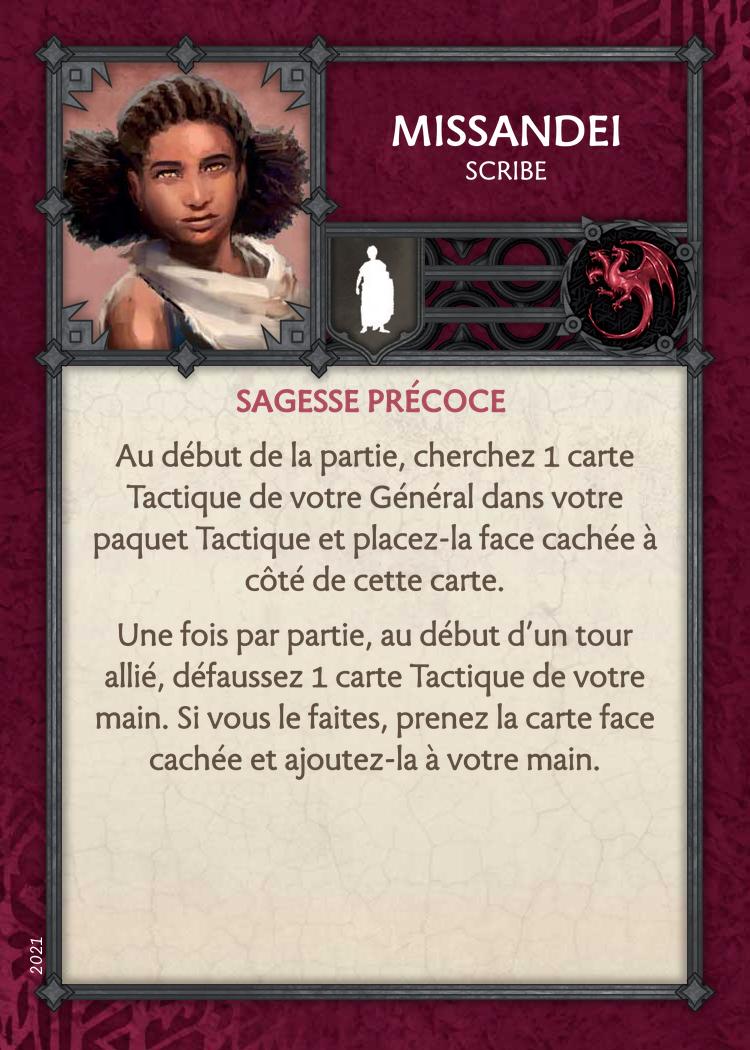 MISSANDEI
SCRIBE
SAGESSE PRÉCOCE
Au début de la partie, cherchez 1 carte
Tactique de votre Général dans votre
paquet Tactique et placez-la face cachée à
côté de cette carte.
Une fois par partie, au début d'un tour
allié, défaussez 1 carte Tactique de votre
main. Si vous le faites, prenez la carte face
cachée et ajoutez-la à votre main.
2021